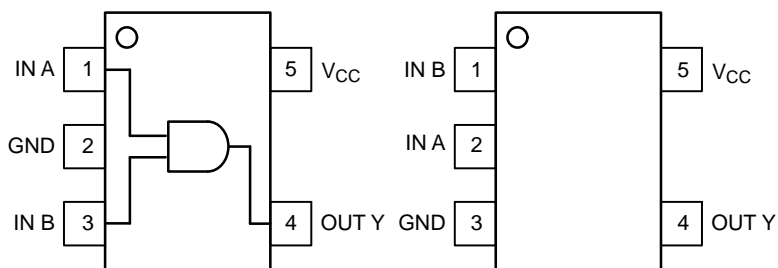 IN A 1 5 VCC
GND 2
IN B 3 4 OUT Y
IN B 1 5 VCC
IN A 2
GND 3 4 OUT Y